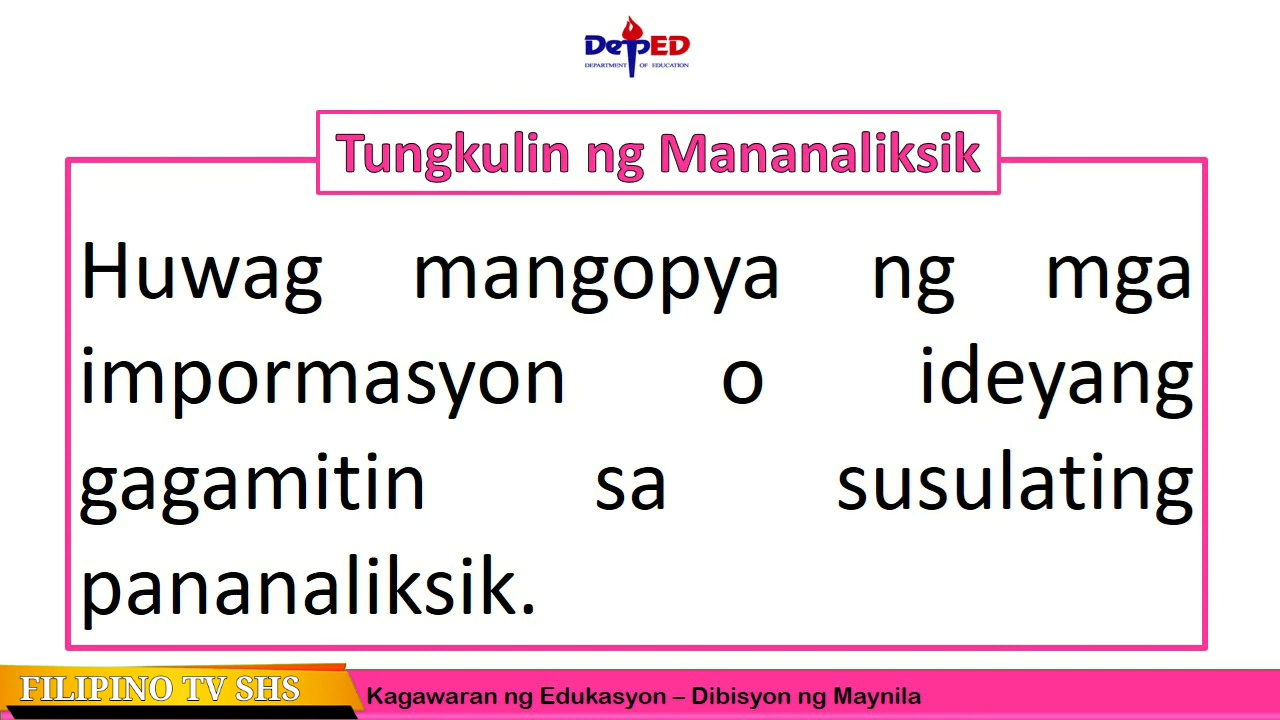 DepED
DEPARTMENT OF EDUCATION
Tungkulin ng Mananaliksik
Huwag mangopya ng mga
impormasyon o ideyang
gagamitin sa susulating
pananaliksik.
FILIPINO TV SHS
Kagawaran ng Edukasyon – Dibisyon ng Maynila